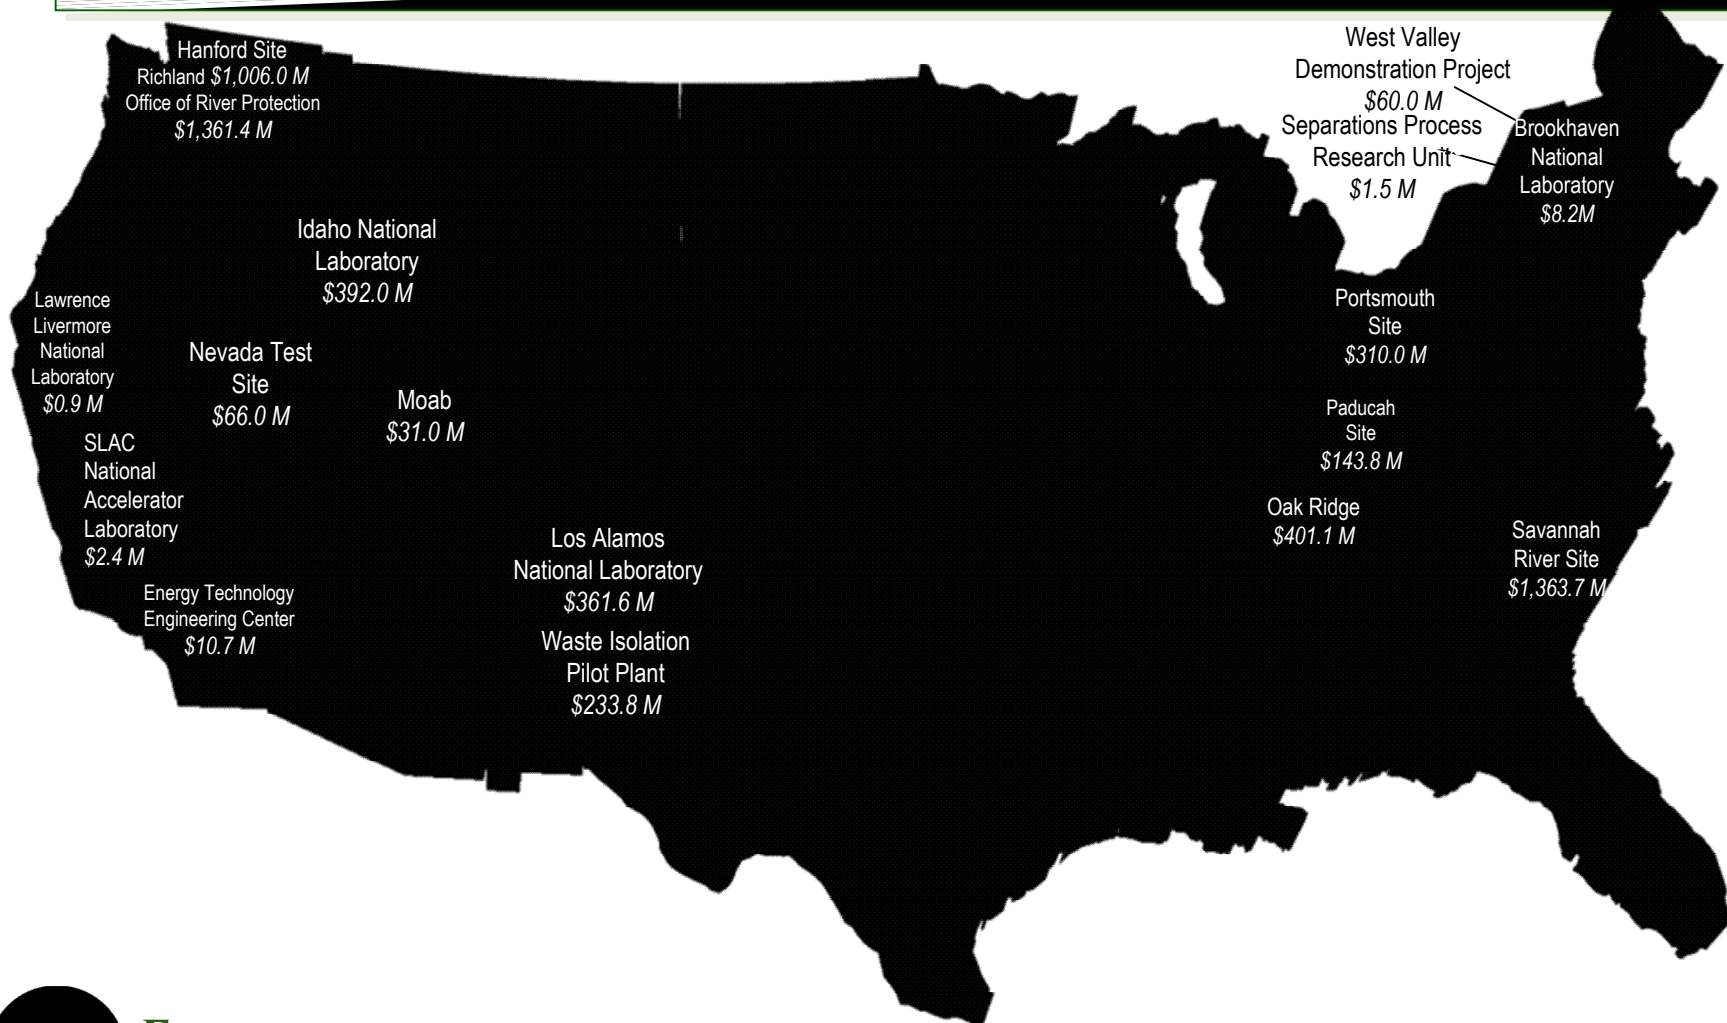 Hanford Site
Richland $1,006.0 M
Office of River Protection
$1,361.4 M
West Valley
Demonstration Project
$60.0 M
Separations Process
Research Unit
$1.5 M
Brookhaven
National
Laboratory
$8.2M
Idaho National
Laboratory
$392.0 M
Lawrence
Livermore
National
Laboratory
$0.9 M
Nevada Test
Site
$66.0 M
Moab
$31.0 M
Portsmouth
Site
$310.0 M
Paducah
Site
$143.8 M
SLAC
National
Accelerator
Laboratory
$2.4 M
Oak Ridge
$401.1 M
Savannah
River Site
$1,363.7 M
Los Alamos
National Laboratory
$361.6 M
Energy Technology
Engineering Center
$10.7 M
Waste Isolation
Pilot Plant
$233.8 M